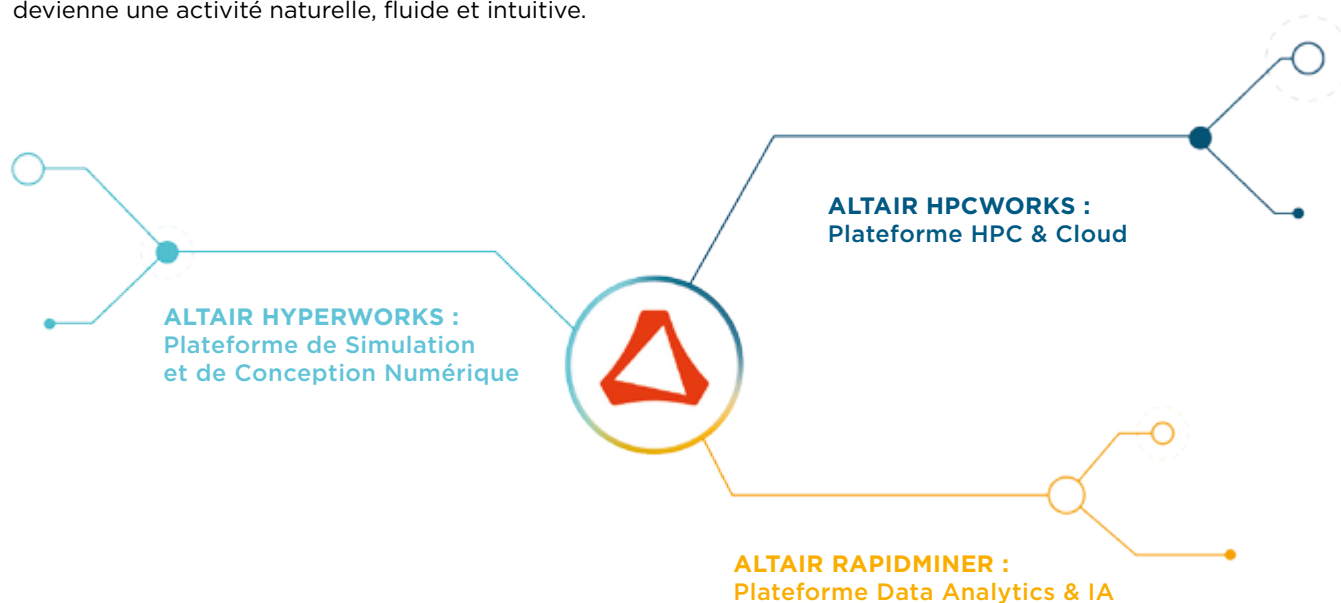 devienne une activité naturelle, fluide et intuitive.
ALTAIR HPCWORKS :
Plateforme HPC & Cloud
ALTAIR HYPERWORKS :
Plateforme de Simulation
et de Conception Numérique
ALTAIR RAPIDMINER :
Plateforme Data Analytics & IA